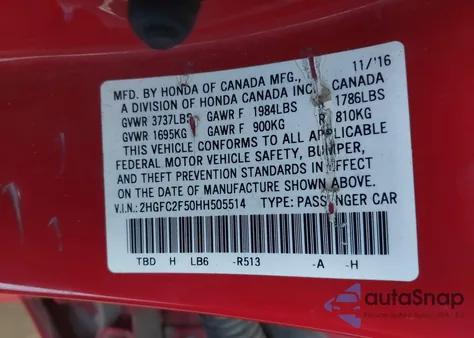 MFD. BY HONDA OF CANADA MFG., 11/'16
A DIVISION OF HONDA CANADA INC. CANADA
GVWR 3737LBS GAWR F 1984LBS 1786LBS
GVWR 1695KG GAWR F 900KG 810KG
THIS VEHICLE CONFORMS TO ALL APPLICABLE
FEDERAL MOTOR VEHICLE SAFETY, BUMPER,
AND THEFT PREVENTION STANDARDS IN EFFECT
ON THE DATE OF MANUFACTURE SHOWN ABOVE.
V.I.N.: 2HGFC2F50HH505514 TYPE: PASSENGER CAR
TBD H LB6 -R513 -A -H
autoSnap